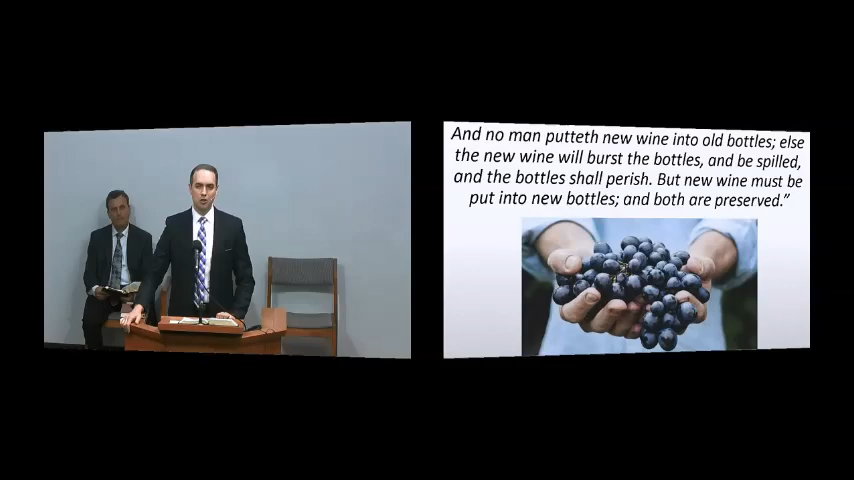 And no man putteth new wine into old bottles; else
the new wine will burst the bottles, and be spilled,
and the bottles shall perish. But new wine must be
put into new bottles; and both are preserved.”